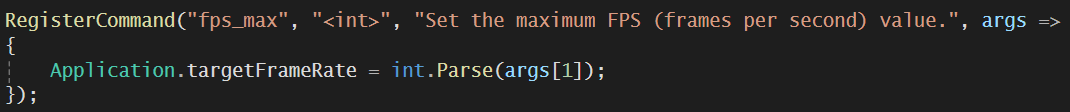 RegisterCommand("fps_max", "<int>", "Set the maximum FPS (frames per second) value.", args =>
{
    Application.targetFrameRate = int.Parse(args[1]);
});